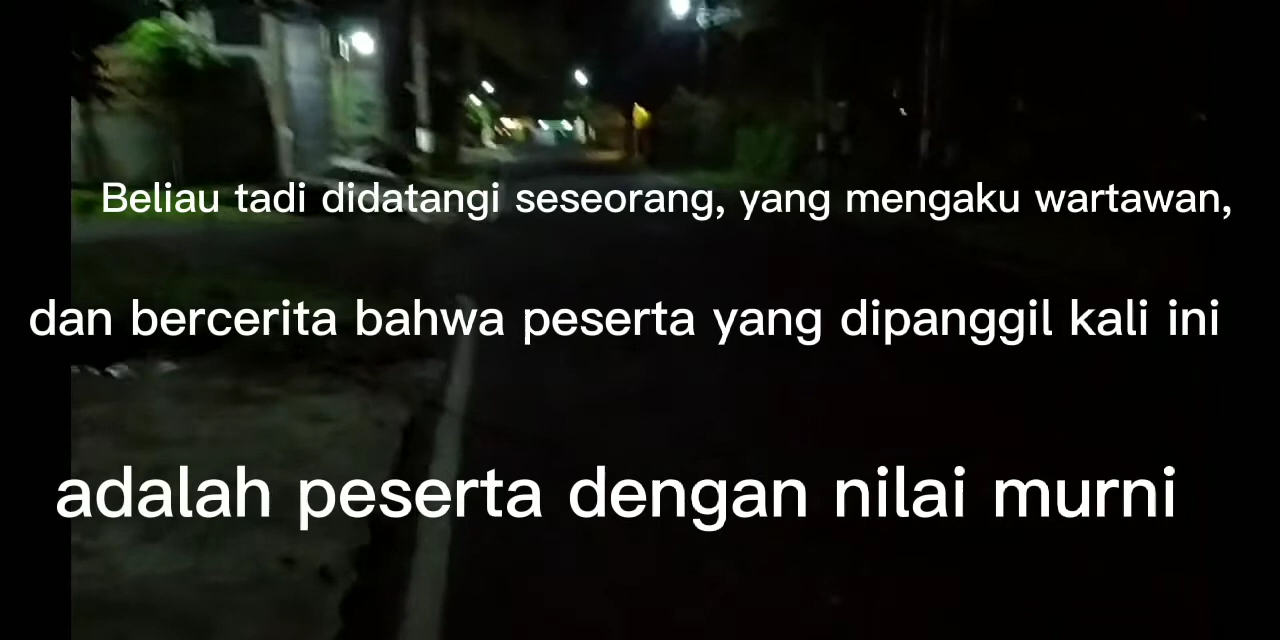 Beliau tadi didatangi seseorang, yang mengaku wartawan,
dan bercerita bahwa peserta yang dipanggil kali ini
adalah peserta dengan nilai murni